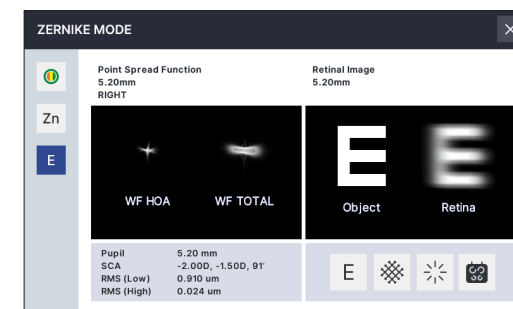 ZERNIKE MODE
Zn
E
Point Spread Function
5.20mm
RIGHT
WF HOA WF TOTAL
Retinal Image
5.20mm
E E
Object Retina
Pupil 5.20 mm
SCA -2.00D, -1.50D, 91'
RMS (Low) 0.910 um
RMS (High) 0.024 um
E